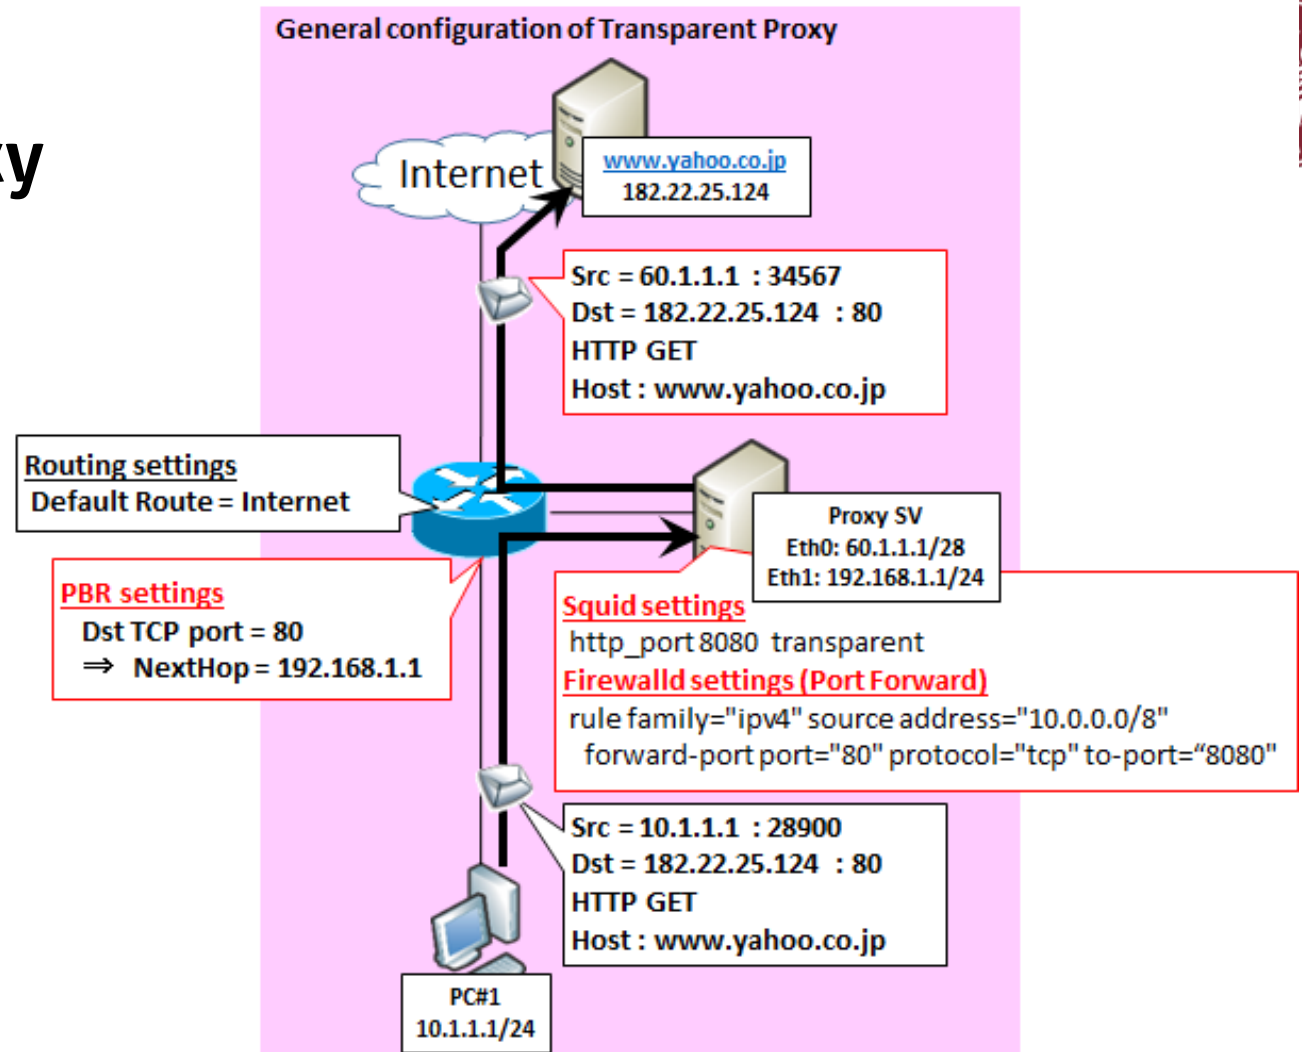 General configuration of Transparent Proxy
xy
Internet
www.yahoo.co.jp
182.22.25.124
Src = 60.1.1.1 : 34567
Dst = 182.22.25.124 : 80
HTTP GET
Host : www.yahoo.co.jp
Routing settings
Default Route = Internet
Proxy SV
Eth0: 60.1.1.1/28
Eth1: 192.168.1.1/24
PBR settings
Dst TCP port = 80
⇒ NextHop = 192.168.1.1
Squid settings
http_port 8080 transparent
Firewalld settings (Port Forward)
rule family="ipv4" source address="10.0.0.0/8"
forward-port port="80" protocol="tcp" to-port=“8080"
Src = 10.1.1.1 : 28900
Dst = 182.22.25.124 : 80
HTTP GET
Host : www.yahoo.co.jp
PC#1
10.1.1.1/24